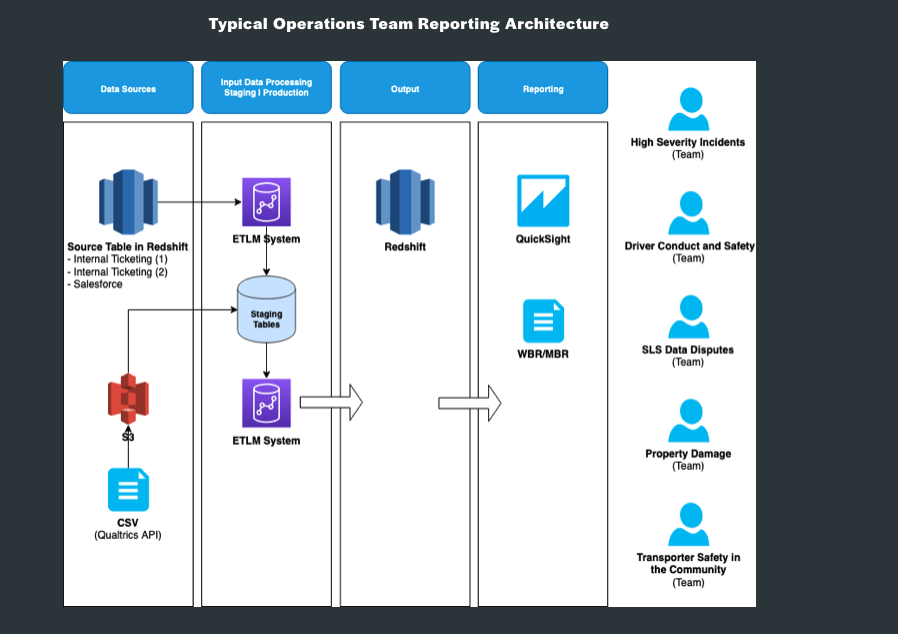 Typical Operations Team Reporting Architecture
Data Sources
Input Data Processing
Staging | Production
Output
Reporting
Source Table in Redshift
- Internal Ticketing (1)
- Internal Ticketing (2)
- Salesforce
S3
CSV
(Qualtrics API)
ETLM System
Staging
Tables
ETLM System
Redshift
QuickSight
WBR/MBR
High Severity Incidents
(Team)
Driver Conduct and Safety
(Team)
SLS Data Disputes
(Team)
Property Damage
(Team)
Transporter Safety in
the Community
(Team)